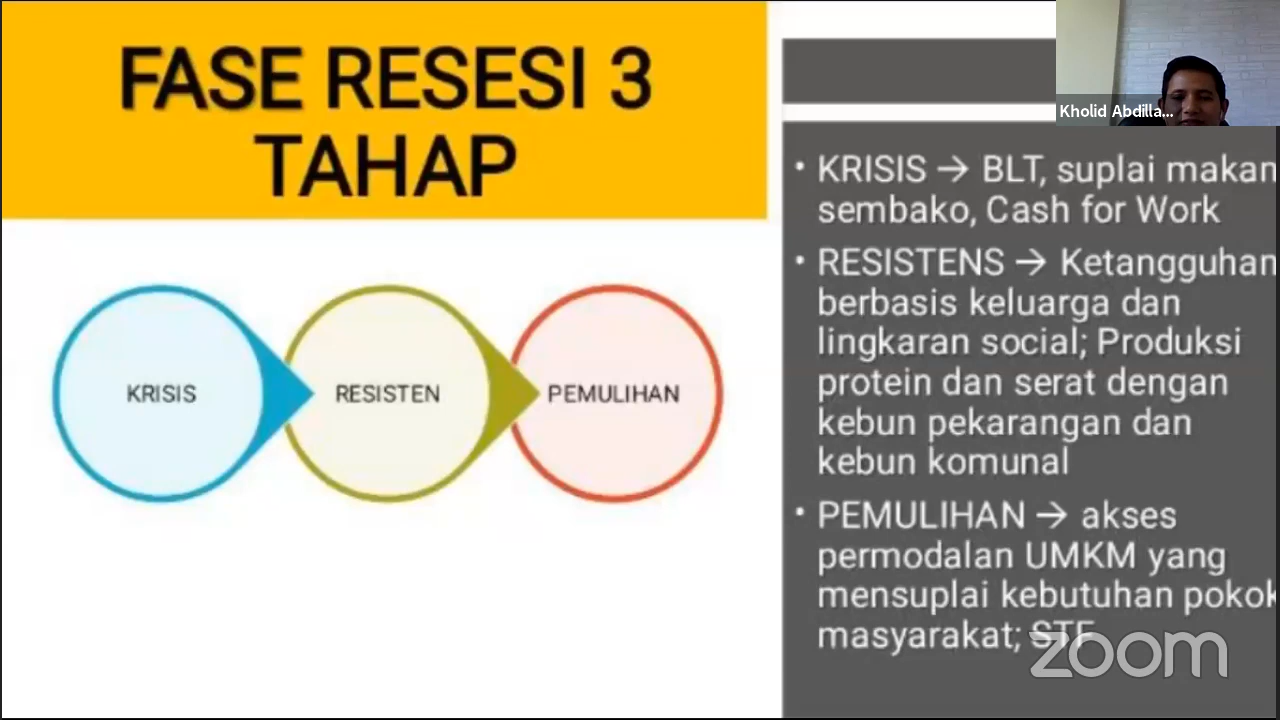 FASE RESESI 3
TAHAP
KRISIS
RESISTEN
PEMULIHAN
Kholid Abdilla...
• KRISIS → BLT, suplai makan
sembako, Cash for Work
• RESISTENS → Ketangguhan
berbasis keluarga dan
lingkaran social; Produksi
protein dan serat dengan
kebun pekarangan dan
kebun komunal
• PEMULIHAN → akses
permodalan UMKM yang
mensuplai kebutuhan pokok
masyarakat;
zoom